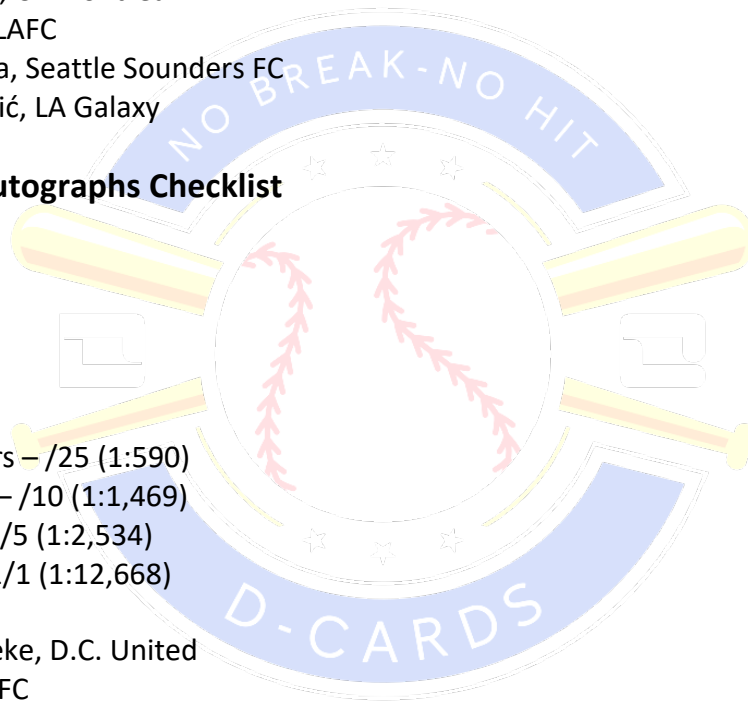 LAFC
a, Seattle Sounders FC
ić, LA Galaxy
NO BREAK-NO HIT
utographs Checklist
rs – /25 (1:590)
– /10 (1:1,469)
/5 (1:2,534)
/1 (1:12,668)
D-CARDS
eke, D.C. United
FC